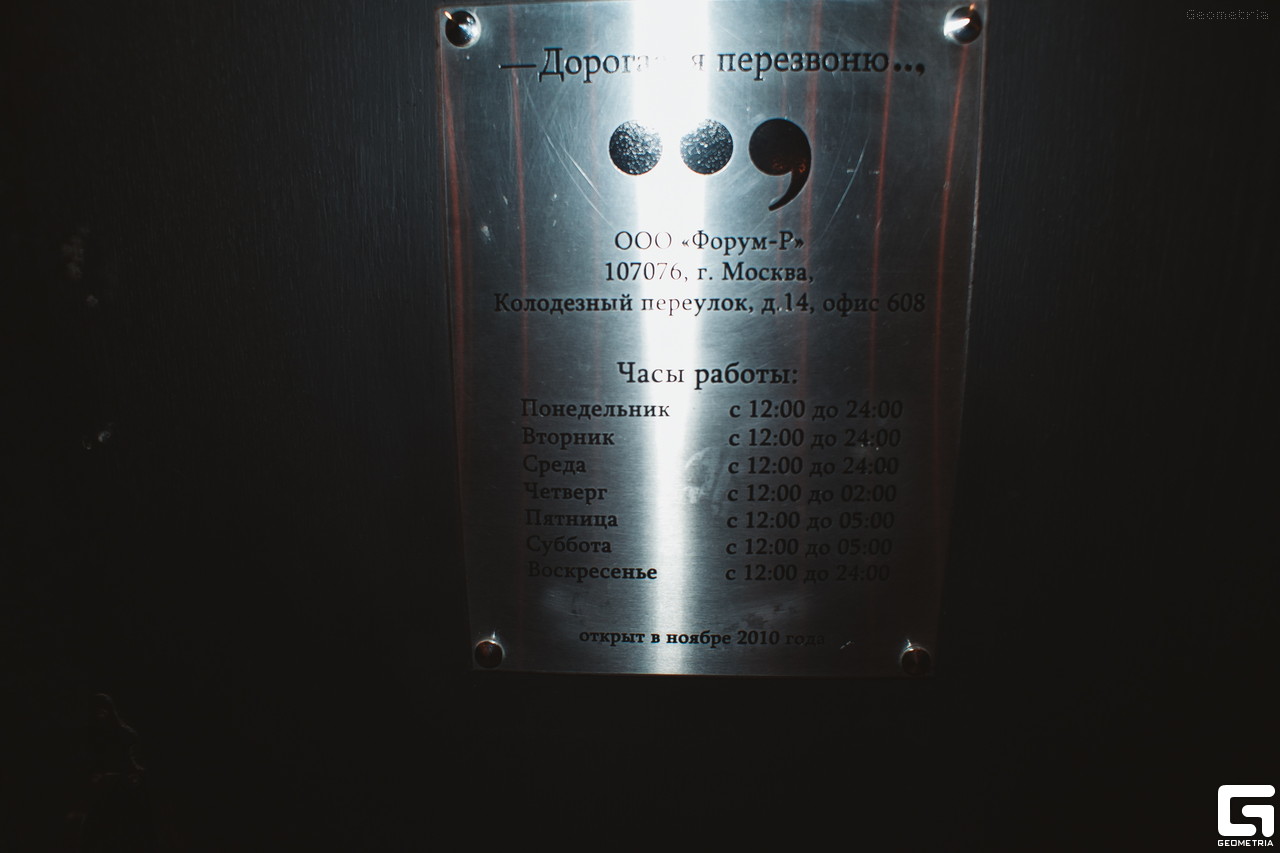 Geometria
—Дорогая я перезвоню..,
..,
ООО «Форум-Р»
107076, г. Москва,
Колодезный переулок, д.14, офис 608
Часы работы:
Понедельник с 12:00 до 24:00
Вторник с 12:00 до 24:00
Среда с 12:00 до 24:00
Четверг с 12:00 до 02:00
Пятница с 12:00 до 05:00
Суббота с 12:00 до 05:00
Воскресенье с 12:00 до 24:00
открыт в ноябре 2010 года
GEOMETRIA